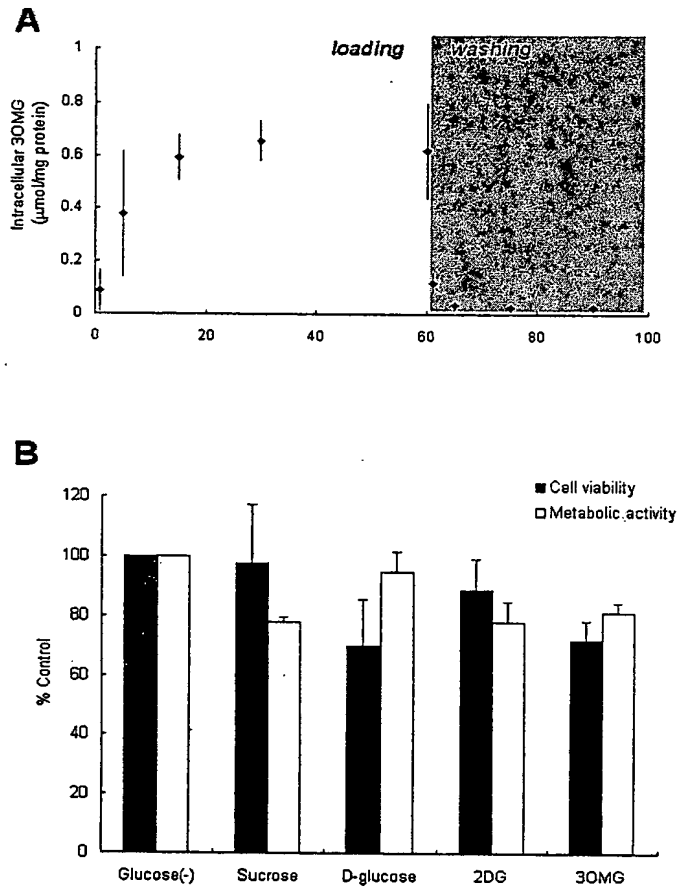 A
loading washing
Intracellular 3OMG
(µmol/mg protein)
1
0.8
0.6
0.4
0.2
0
0 20 40 60 80 100
B
Cell viability
Metabolic activity
% Control
120
100
80
60
40
20
0
Glucose(-) Sucrose D-glucose 2DG 3OMG